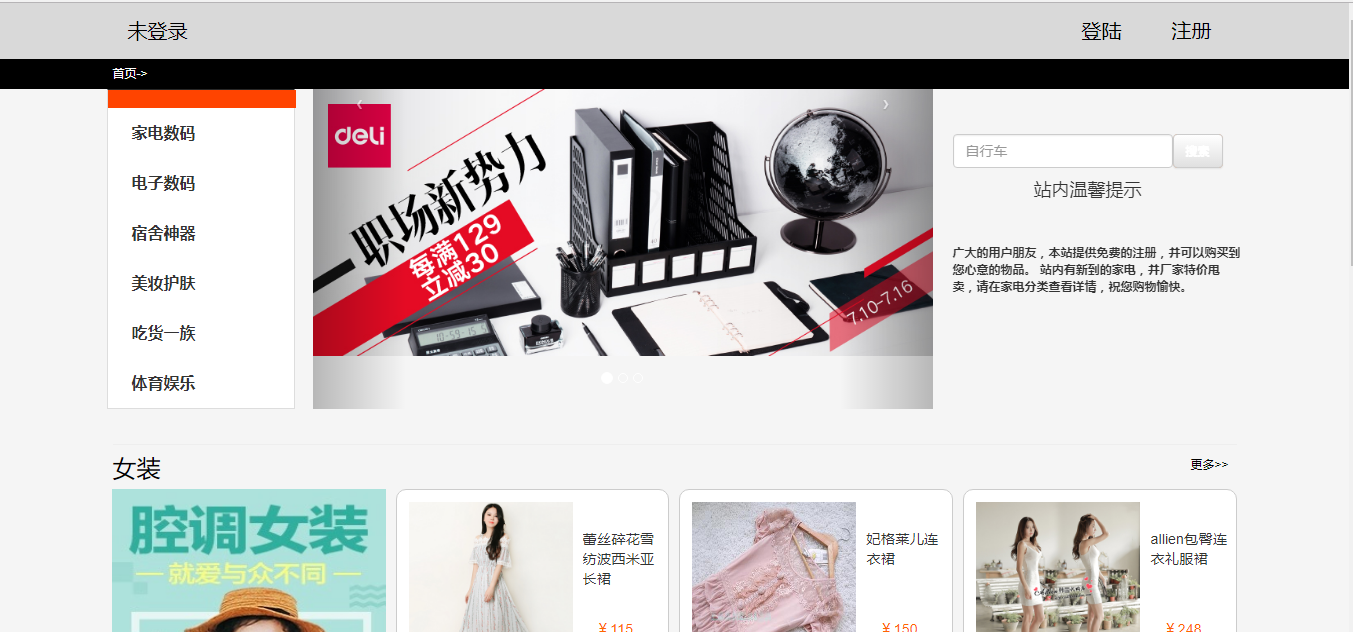 未登录
登陆
注册
首页->
家电数码
电子数码
宿舍神器
美妆护肤
吃货一族
体育娱乐
deli
职场新势力
每满129
立减30
7.10-7.16
自行车
搜索
站内温馨提示
广大的用户朋友，本站提供免费的注册，并可以购买到
您心意的物品。 站内有新到的家电，并厂家特价甩
卖，请在家电分类查看详情，祝您购物愉快。
女装
更多>>
腔调女装
就爱与众不同
蕾丝碎花雪
纺波西米亚
长裙
¥ 115
妃格莱儿连
衣裙
¥ 150
allien包臀连
衣礼服裙
¥ 248